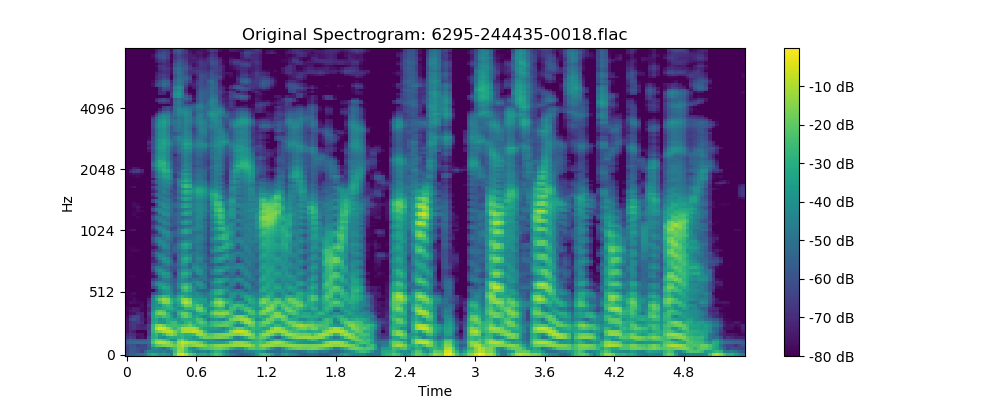 Original Spectrogram: 6295-244435-0018.flac
Hz
4096
2048
1024
512
0
0 0.6 1.2 1.8 2.4 3 3.6 4.2 4.8
Time
-10 dB
-20 dB
-30 dB
-40 dB
-50 dB
-60 dB
-70 dB
-80 dB